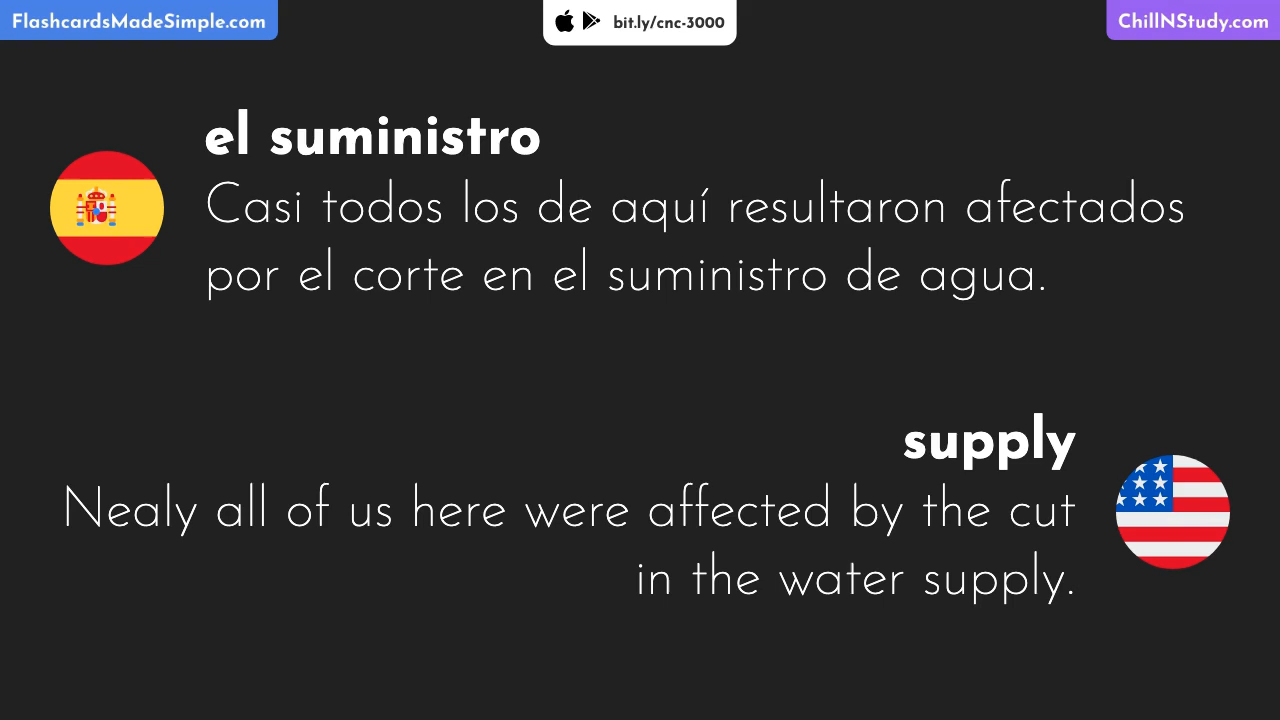 FlashcardsMadeSimple.com
bit.ly/cnc-3000
ChillNStudy.com
el suministro
Casi todos los de aquí resultaron afectados
por el corte en el suministro de agua.
supply
Nealy all of us here were affected by the cut
in the water supply.